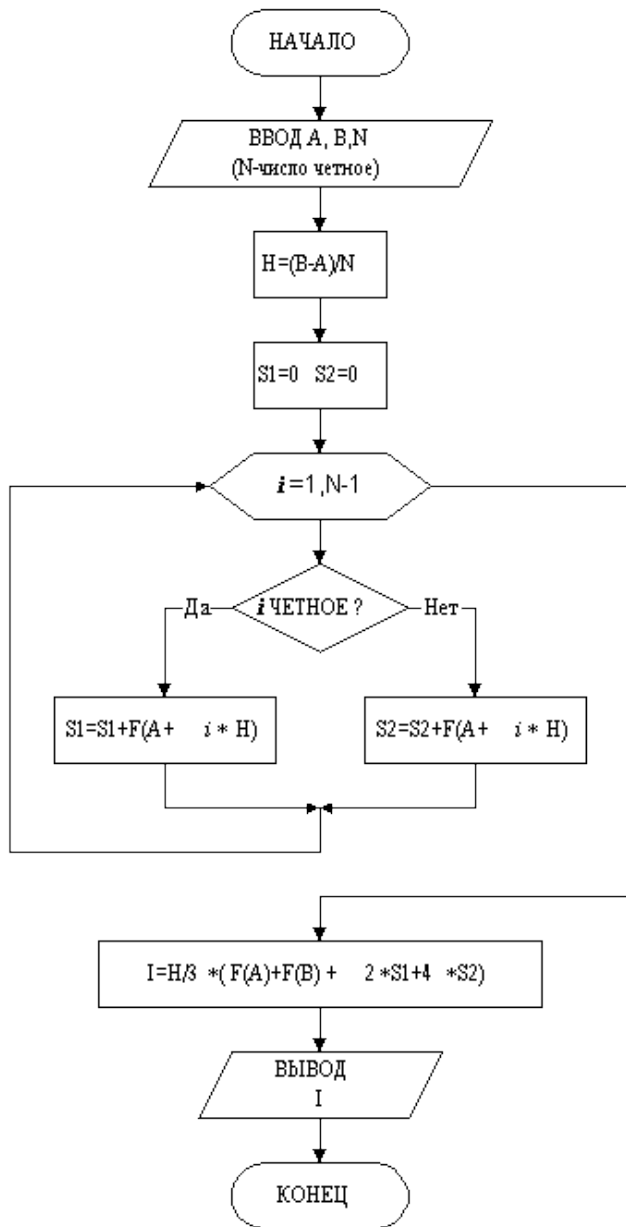 НАЧАЛО
ВВОД A, B,N
(N-число четное)
H=(B-A)/N
S1=0 S2=0
i=1,N-1
i ЧЕТНОЕ ?
Да
Нет
S1=S1+F(A+ i * H)
S2=S2+F(A+ i * H)
I=H/3 *( F(A)+F(B) + 2 *S1+4 *S2)
ВЫВОД
I
КОНЕЦ